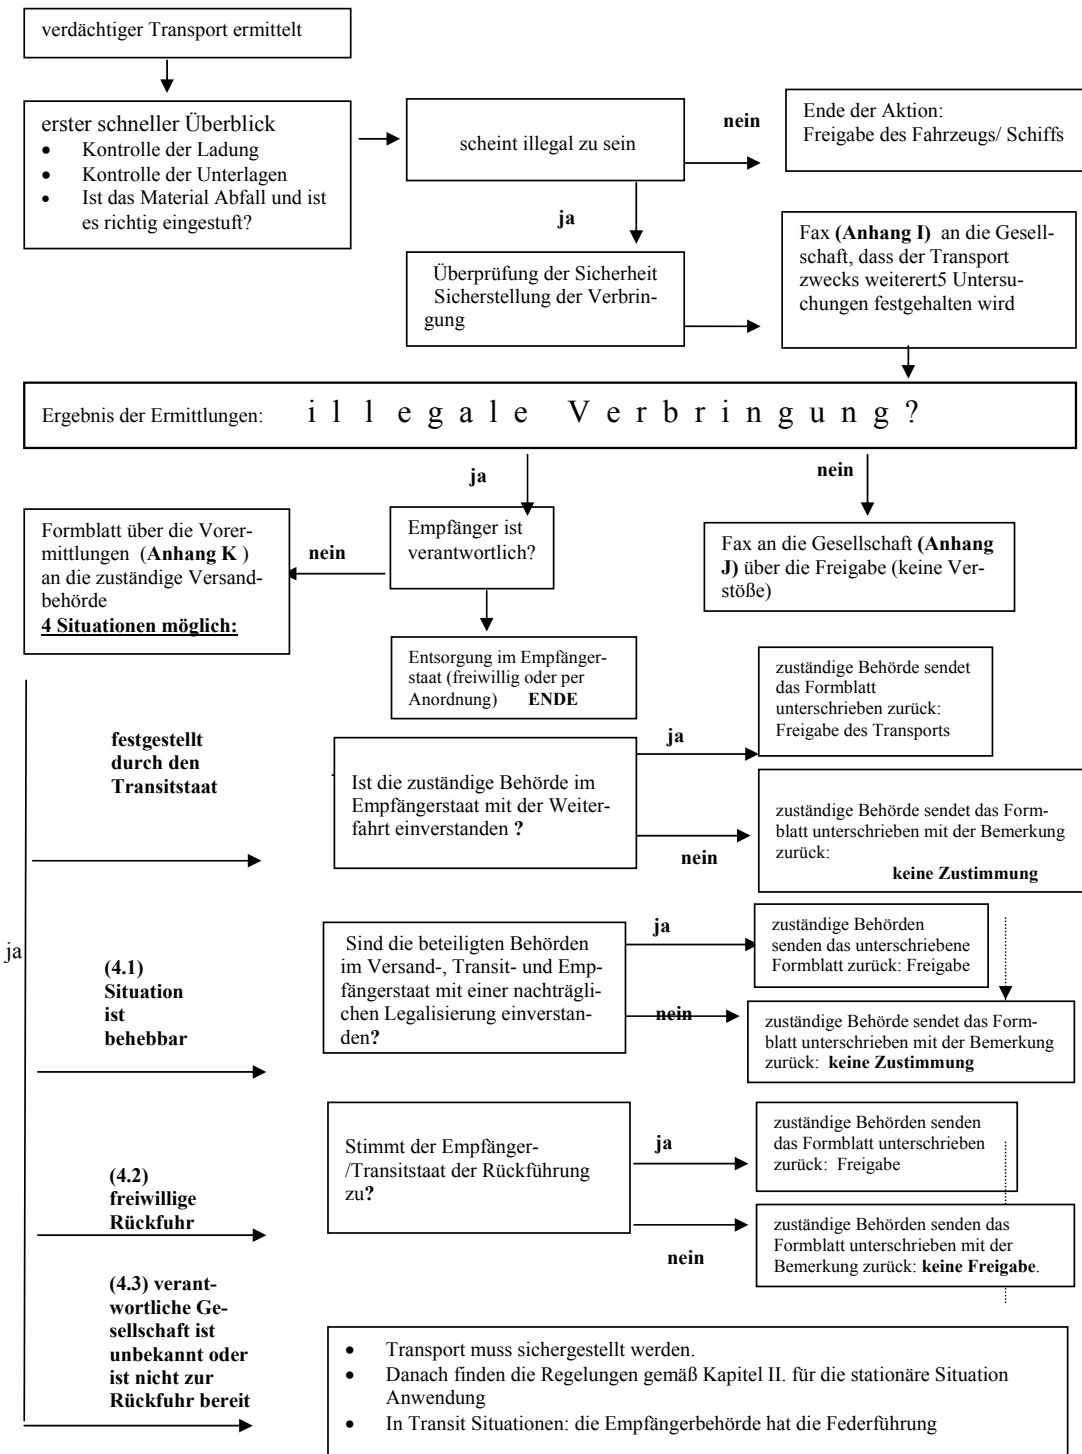 verdächtiger Transport ermittelt
erster schneller Überblick
• Kontrolle der Ladung
• Kontrolle der Unterlagen
• Ist das Material Abfall und ist
es richtig eingestuft?
scheint illegal zu sein
nein
Ende der Aktion:
Freigabe des Fahrzeugs/ Schiffs
ja
Überprüfung der Sicherheit
Sicherstellung der Verbrin-
gung
Fax (Anhang I) an die Gesell-
schaft, dass der Transport
zwecks weiterert5 Untersu-
chungen festgehalten wird
Ergebnis der Ermittlungen: i l l e g a l e V e r b r i n g u n g ?
ja
nein
Formblatt über die Vorer-
mittlungen (Anhang K )
an die zuständige Versand-
behörde
4 Situationen möglich:
nein
Empfänger ist
verantwortlich?
Fax an die Gesellschaft (Anhang
J) über die Freigabe (keine Ver-
stöße)
Entsorgung im Empfänger-
staat (freiwillig oder per
Anordnung) ENDE
ja
festgestellt
durch den
Transitstaat
Ist die zuständige Behörde im
Empfängerstaat mit der Weiter-
fahrt einverstanden ?
ja
zuständige Behörde sendet
das Formblatt
unterschrieben zurück:
Freigabe des Transports
nein
zuständige Behörde sendet das Form-
blatt unterschrieben mit der Bemerkung
zurück:
keine Zustimmung
(4.1)
Situation
ist
behebbar
Sind die beteiligten Behörden
im Versand-, Transit- und Emp-
fängerstaat mit einer nachträgli-
chen Legalisierung einverstan-
den?
ja
zuständige Behörden
senden das unterschriebene
Formblatt zurück: Freigabe
nein
zuständige Behörde sendet das Form-
blatt unterschrieben mit der Bemerkung
zurück: keine Zustimmung
(4.2)
freiwillige
Rückfuhr
Stimmt der Empfänger-
/Transitstaat der Rückführung
zu?
ja
zuständige Behörden senden
das Formblatt unterschrieben
zurück: Freigabe
nein
zuständige Behörden senden das
Formblatt unterschrieben mit der
Bemerkung zurück: keine Freigabe.
(4.3) verant-
wortliche Ge-
sellschaft ist
unbekannt oder
ist nicht zur
Rückfuhr bereit
• Transport muss sichergestellt werden.
• Danach finden die Regelungen gemäß Kapitel II. für die stationäre Situation
Anwendung
• In Transit Situationen: die Empfängerbehörde hat die Federführung